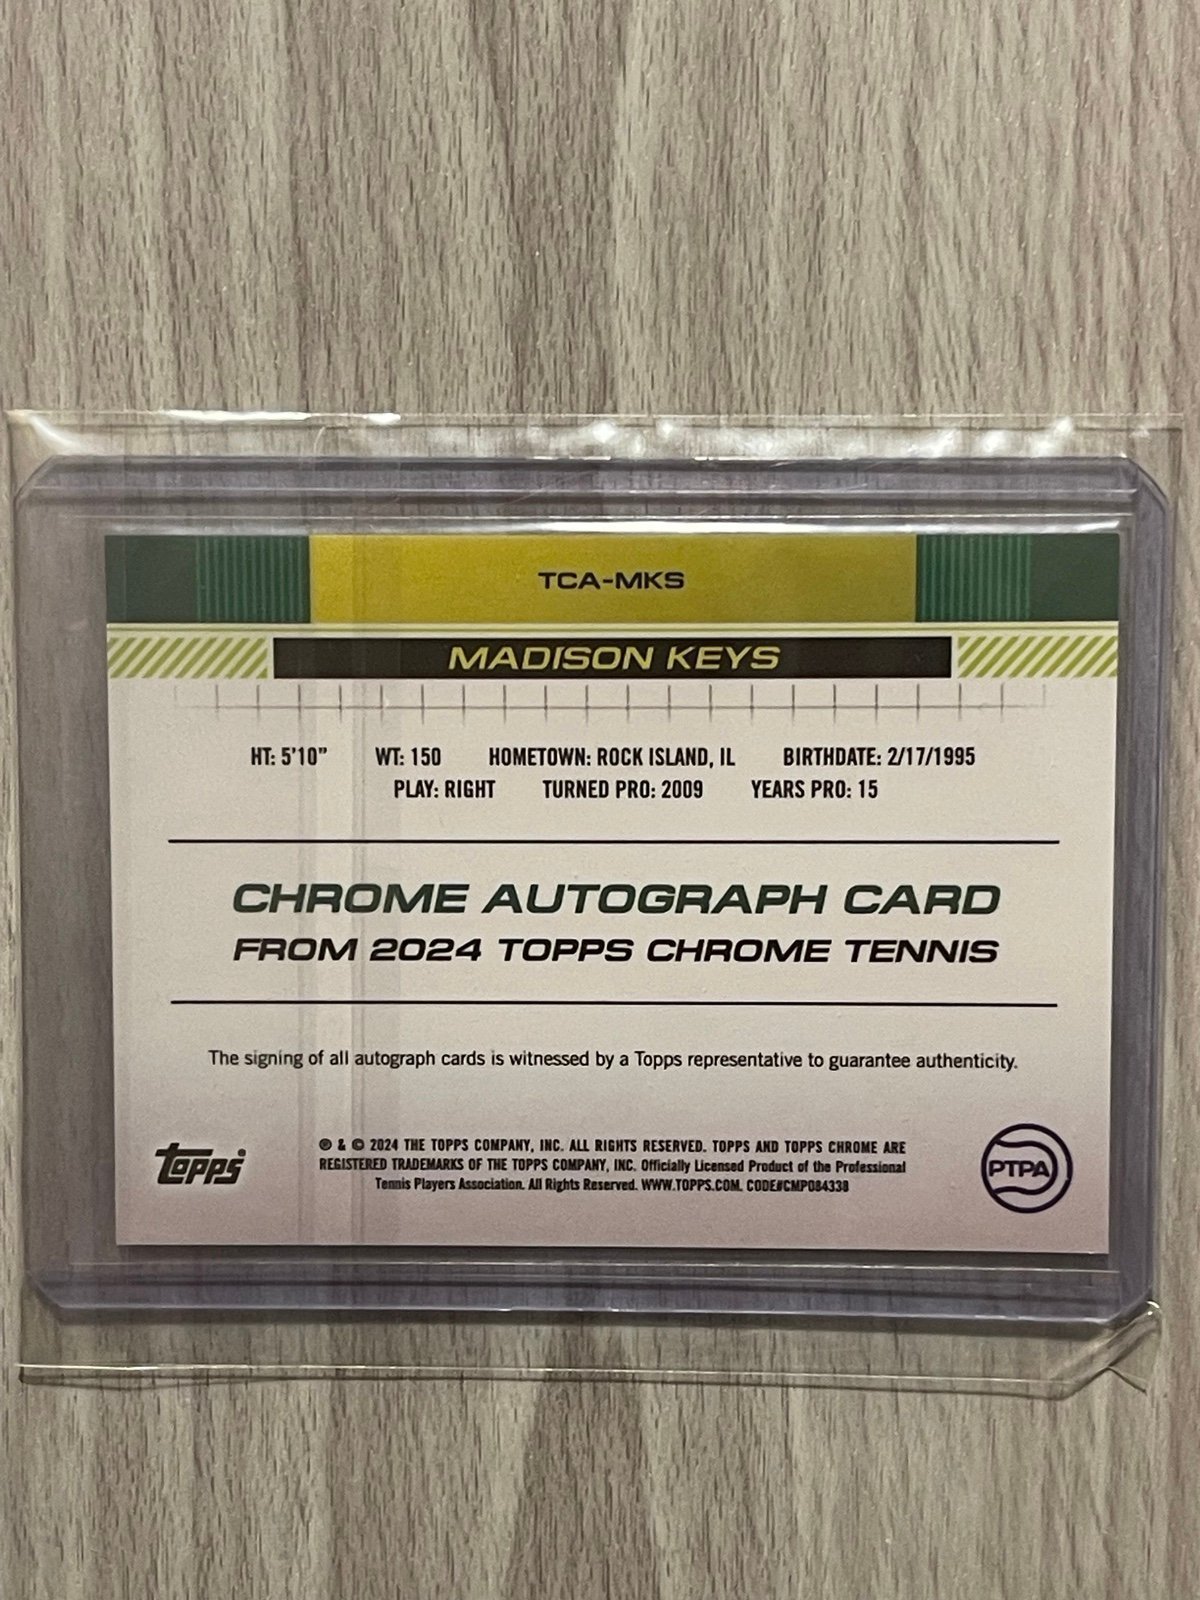 TCA-MKS
MADISON KEYS
HT: 5'10" WT: 150 HOMETOWN: ROCK ISLAND, IL BIRTHDATE: 2/17/1995
PLAY: RIGHT TURNED PRO: 2009 YEARS PRO: 15
CHROME AUTOGRAPH CARD
FROM 2024 TOPPS CHROME TENNIS
The signing of all autograph cards is witnessed by a Topps representative to guarantee authenticity.
topps
® & © 2024 THE TOPPS COMPANY, INC. ALL RIGHTS RESERVED. TOPPS AND TOPPS CHROME ARE
REGISTERED TRADEMARKS OF THE TOPPS COMPANY, INC. Officially Licensed Product of the Professional
Tennis Players Association. All Rights Reserved. WWW.TOPPS.COM. CODE#CMP084338
PTPA